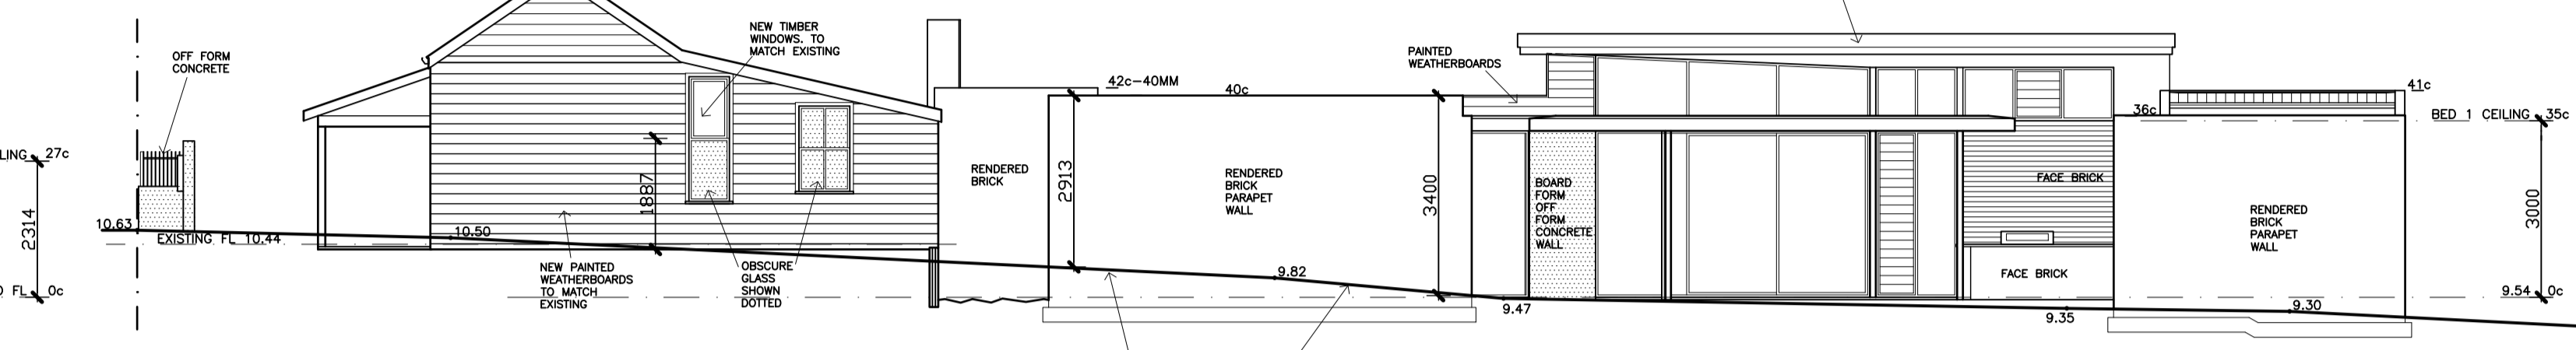 OFF FORM
CONCRETE
NEW TIMBER
WINDOWS. TO
MATCH EXISTING
PAINTED
WEATHERBOARDS
42c-40MM
40c
41c
36c
BED 1 CEILING 35c
LING 27c
2314
FL 0c
10.63
EXISTING FL 10.44
10.50
1887
NEW PAINTED
WEATHERBOARDS
TO MATCH
EXISTING
OBSCURE
GLASS
SHOWN
DOTTED
RENDERED
BRICK
2913
RENDERED
BRICK
PARAPET
WALL
3400
9.82
9.47
BOARD
FORM
OFF
FORM
CONCRETE
WALL
FACE BRICK
FACE BRICK
RENDERED
BRICK
PARAPET
WALL
3000
9.54 0c
9.35
9.30